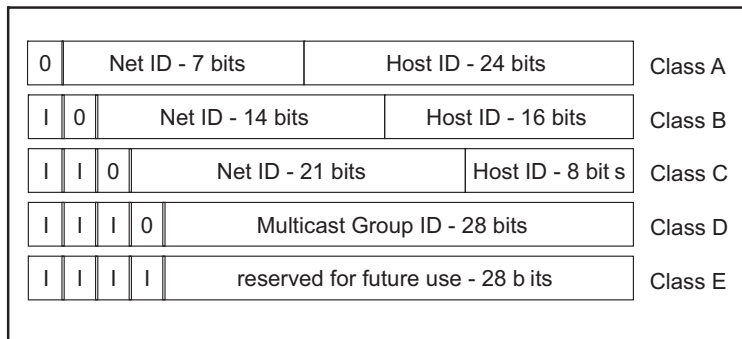 0 Net ID - 7 bits Host ID - 24 bits Class A
I 0 Net ID - 14 bits Host ID - 16 bits Class B
I I 0 Net ID - 21 bits Host ID - 8 bit s Class C
I I I 0 Multicast Group ID - 28 bits Class D
I I I I reserved for future use - 28 b its Class E